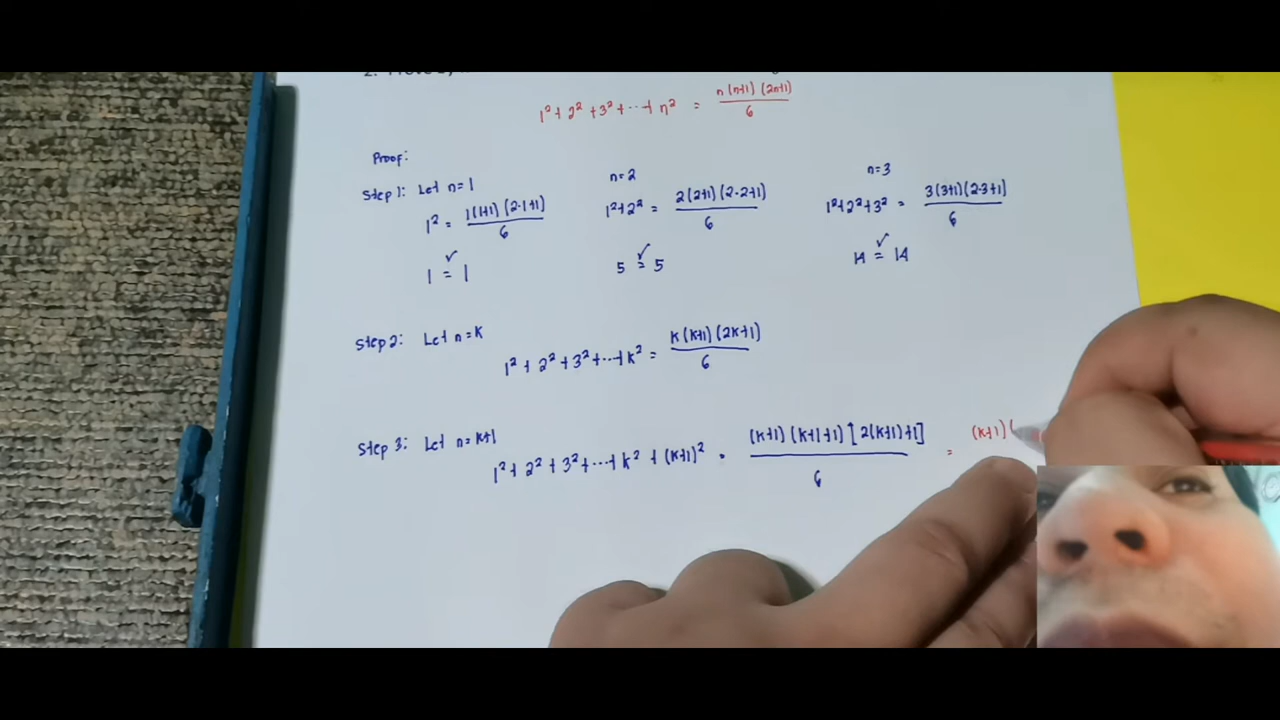 2.
1² + 2² + 3² + ... + n² = n(n+1)(2n+1) / 6
Proof:
Step 1: Let n=1
1² = 1(1+1)(2·1+1) / 6
1 = 1 ✓
n=2
1²+2² = 2(2+1)(2·2+1) / 6
5 = 5 ✓
n=3
1²+2²+3² = 3(3+1)(2·3+1) / 6
14 = 14 ✓
Step 2: Let n=k
1² + 2² + 3² + ... + k² = k(k+1)(2k+1) / 6
Step 3: Let n=k+1
1² + 2² + 3² + ... + k² + (k+1)² = (k+1)(k+1+1)[2(k+1)+1] / 6 = (k+1)(